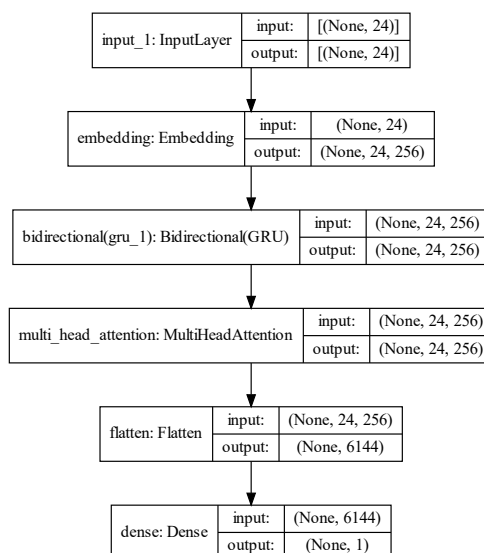 input_1: InputLayer
input: [(None, 24)]
output: [(None, 24)]
embedding: Embedding
input: (None, 24)
output: (None, 24, 256)
bidirectional(gru_1): Bidirectional(GRU)
input: (None, 24, 256)
output: (None, 24, 256)
multi_head_attention: MultiHeadAttention
input: (None, 24, 256)
output: (None, 24, 256)
flatten: Flatten
input: (None, 24, 256)
output: (None, 6144)
dense: Dense
input: (None, 6144)
output: (None, 1)